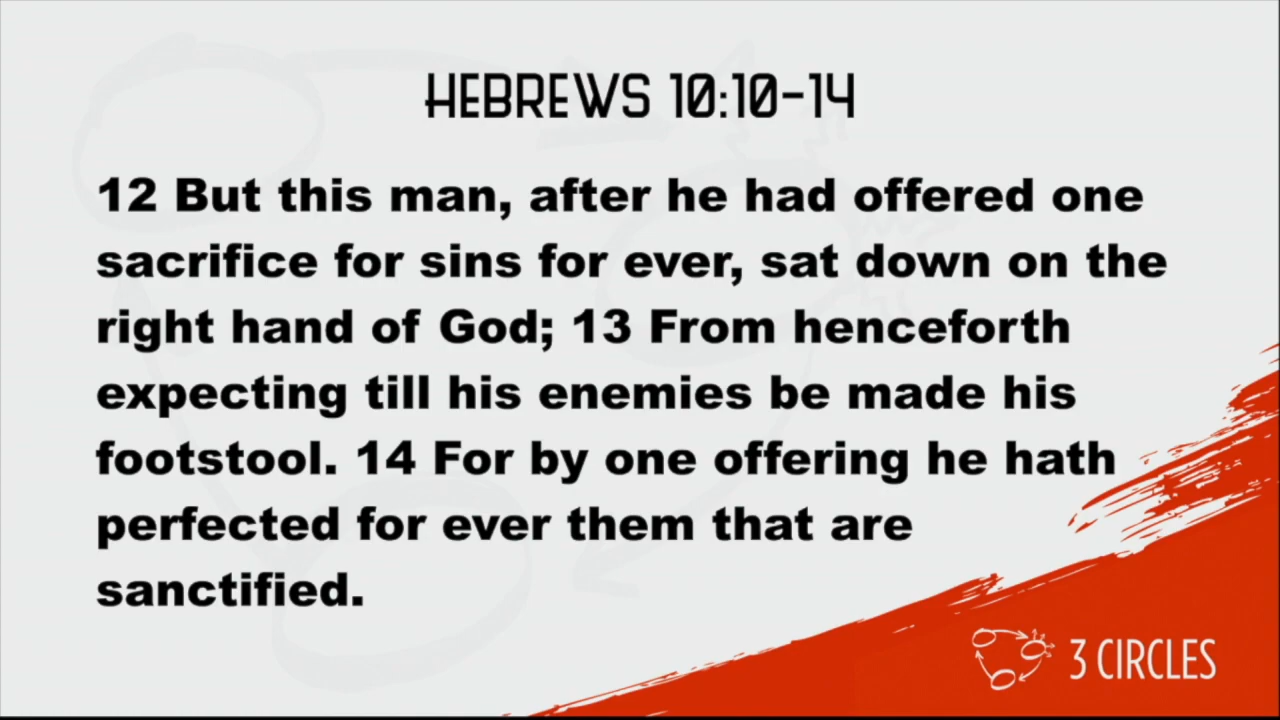 HEBREWS 10:10-14
12 But this man, after he had offered one
sacrifice for sins for ever, sat down on the
right hand of God; 13 From henceforth
expecting till his enemies be made his
footstool. 14 For by one offering he hath
perfected for ever them that are
sanctified.
3 CIRCLES